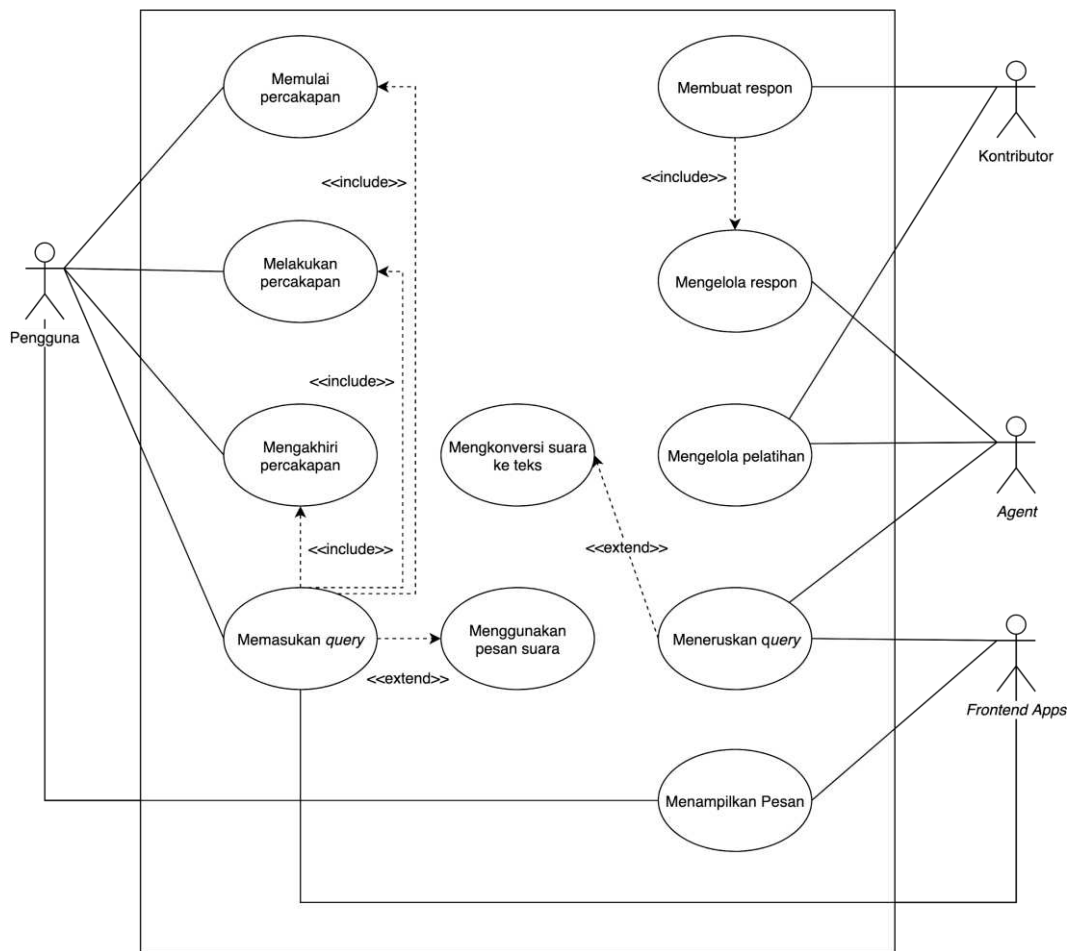 Memulai
percakapan
Membuat respon
Kontributor
<<include>>
<<include>>
Melakukan
percakapan
Mengelola respon
Pengguna
<<include>>
Mengakhiri
percakapan
Mengkonversi suara
ke teks
Mengelola pelatihan
Agent
<<include>>
<<extend>>
Memasukan query
Menggunakan
pesan suara
Meneruskan query
<<extend>>
Frontend Apps
Menampilkan Pesan